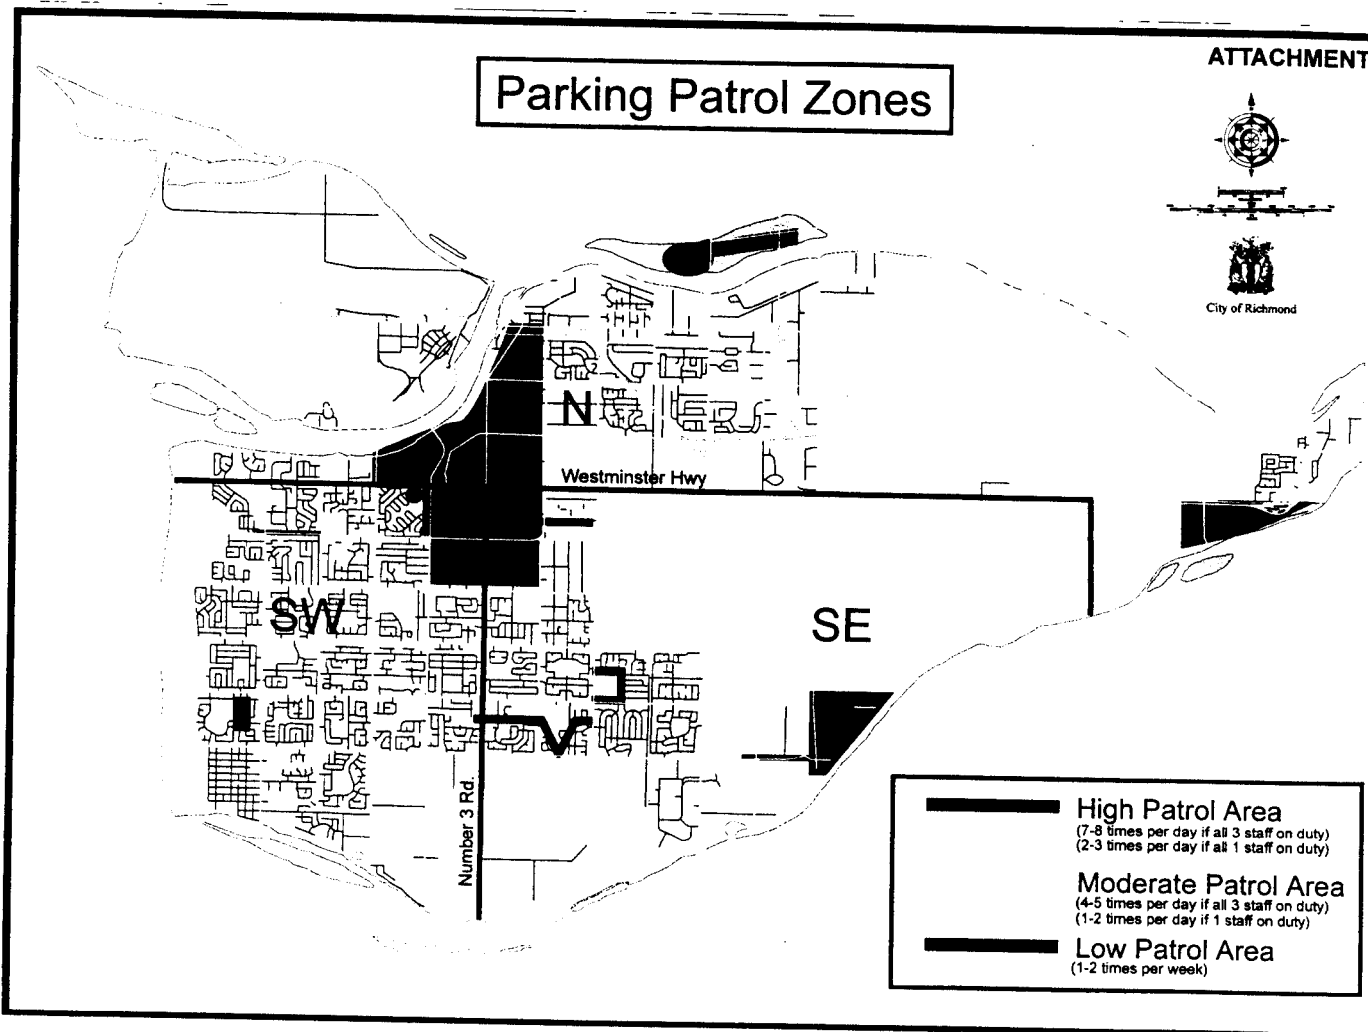 ATTACHMENT
Parking Patrol Zones
City of Richmond
N
Westminster Hwy
SW
SE
Number 3 Rd.
High Patrol Area
(7-8 times per day if all 3 staff on duty)
(2-3 times per day if all 1 staff on duty)
Moderate Patrol Area
(4-5 times per day if all 3 staff on duty)
(1-2 times per day if 1 staff on duty)
Low Patrol Area
(1-2 times per week)